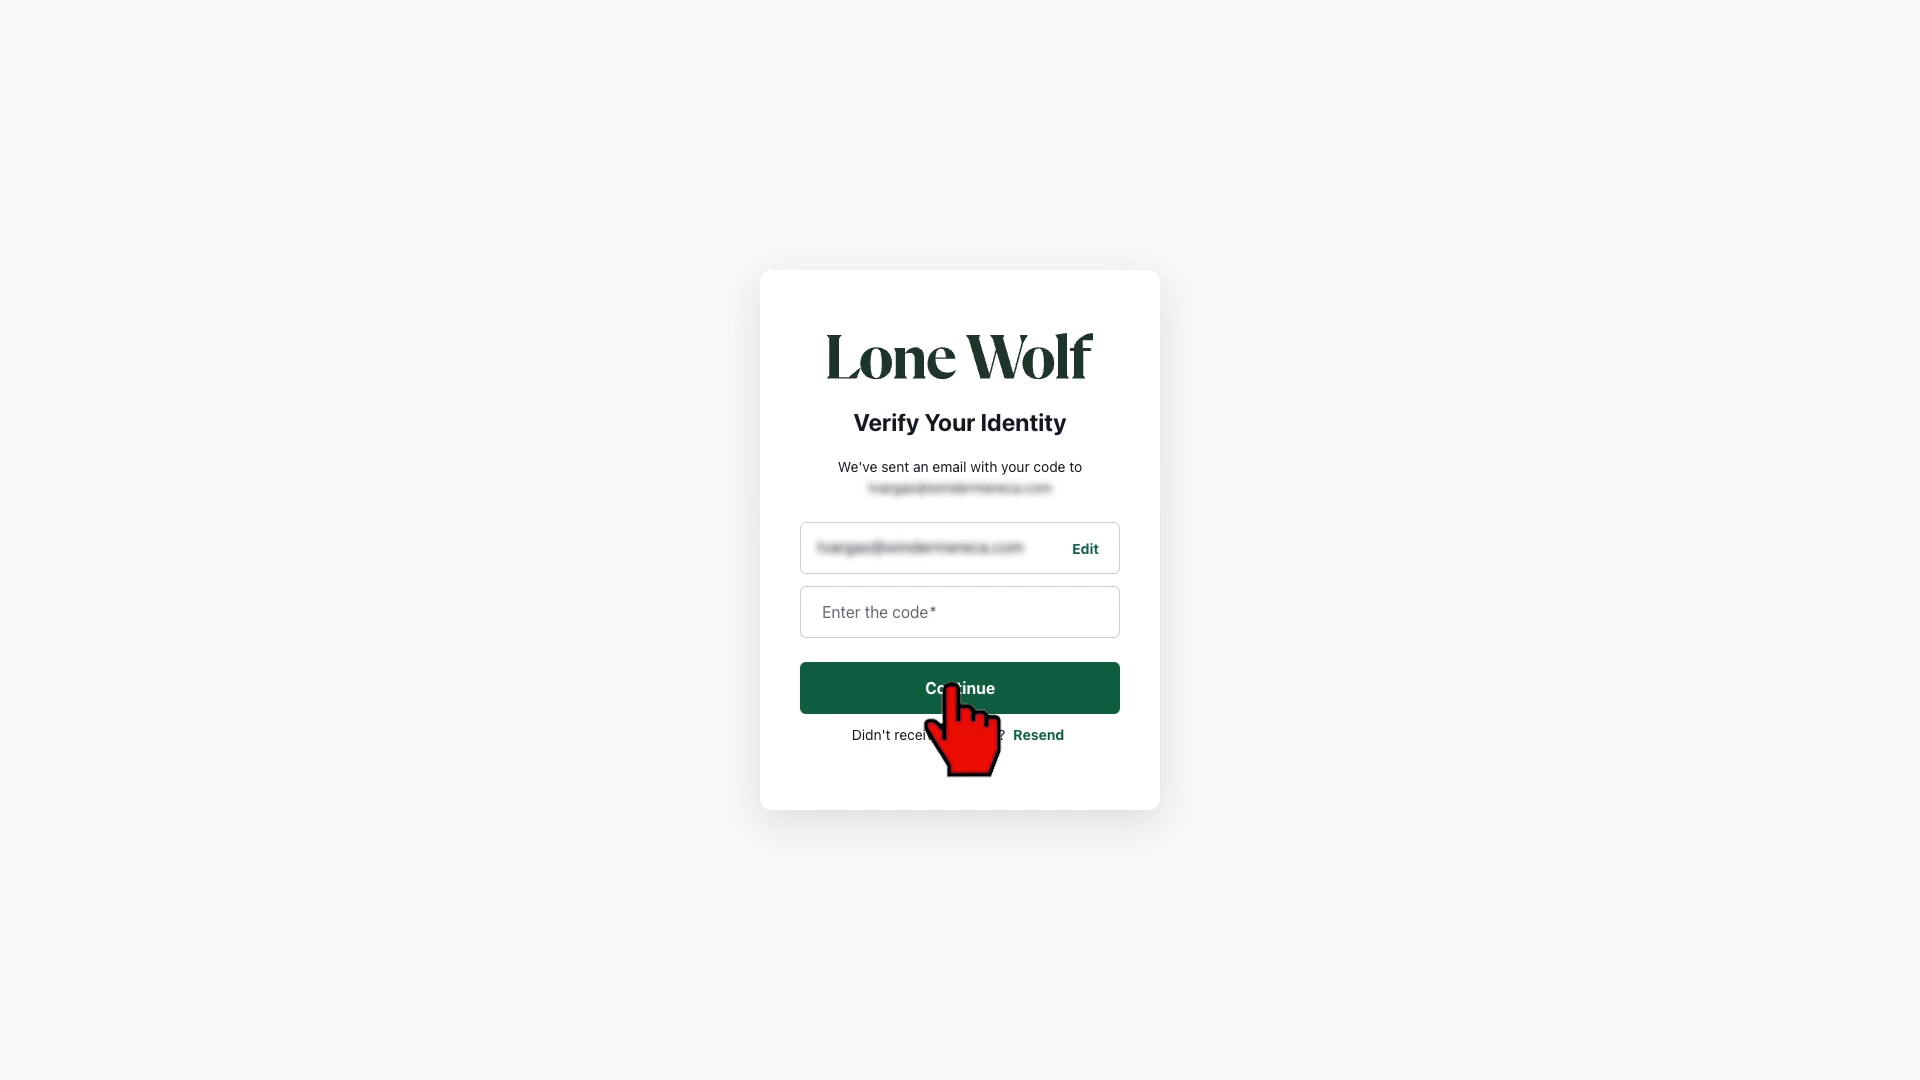 Lone Wolf
Verify Your Identity
We've sent an email with your code to
Edit
Enter the code*
Continue
Didn't receive ? Resend